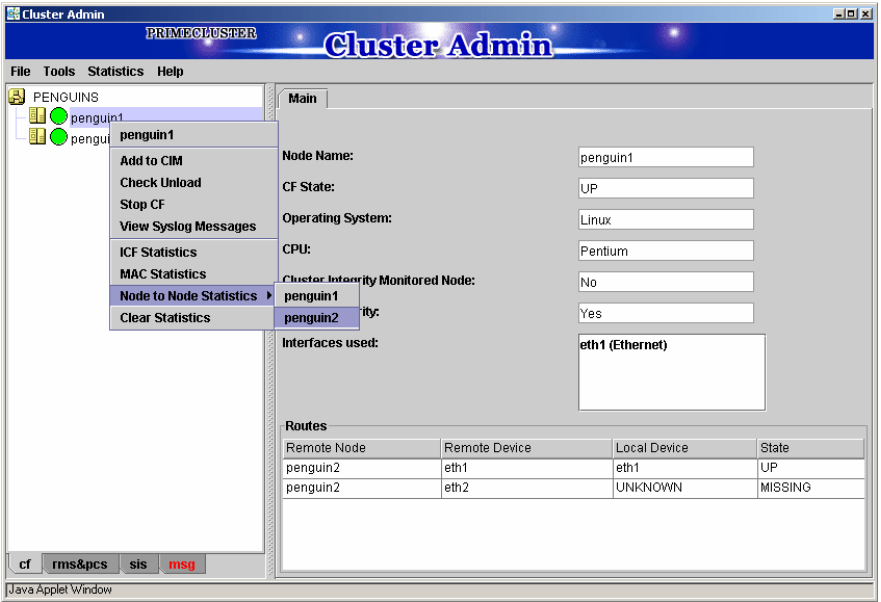 Cluster Admin
PRIMECLUSTER
Cluster Admin
File Tools Statistics Help
PENGUINS
penguin1
pengui
penguin1
Add to CIM
Check Unload
Stop CF
View Syslog Messages
ICF Statistics
MAC Statistics
Node to Node Statistics
Clear Statistics
penguin1
penguin2
Main
Node Name: penguin1
CF State: UP
Operating System: Linux
CPU: Pentium
Cluster Integrity Monitored Node: No
rity: Yes
Interfaces used: eth1 (Ethernet)
Routes
Remote Node Remote Device Local Device State
penguin2 eth1 eth1 UP
penguin2 eth2 UNKNOWN MISSING
cf rms&pcs sis msg
Java Applet Window